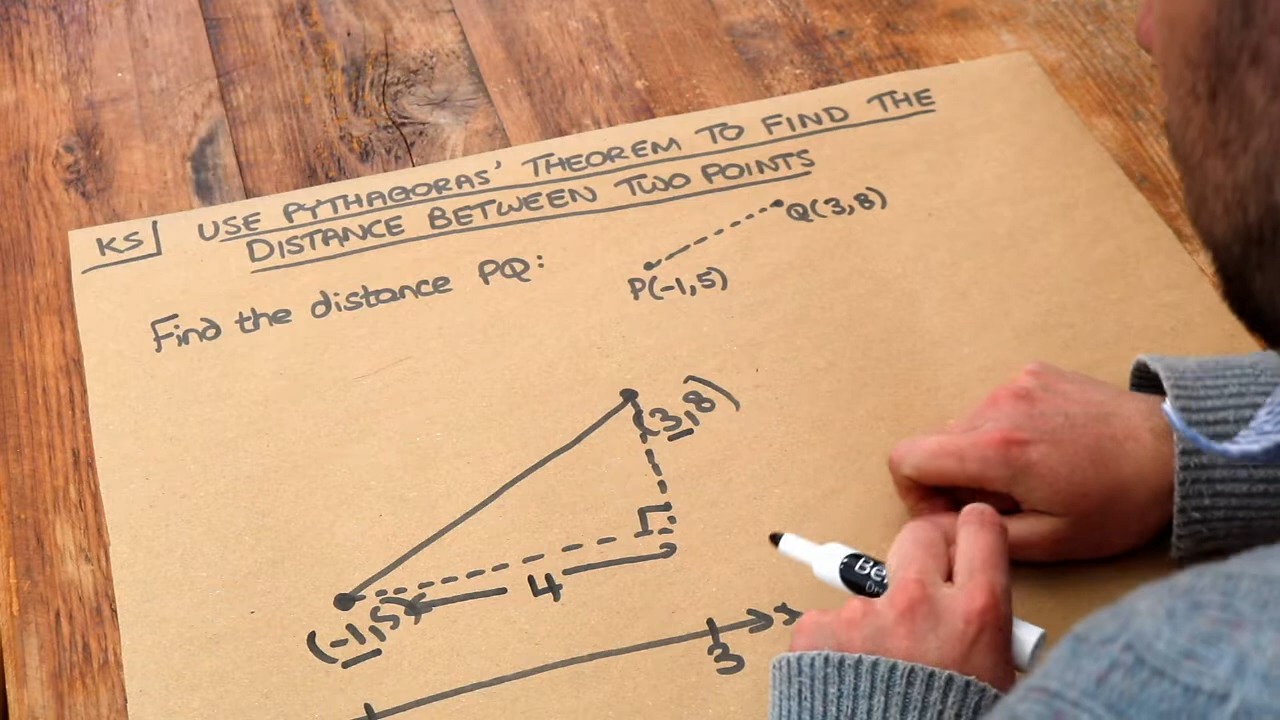 KS USE PYTHAGORAS' THEOREM TO FIND THE
DISTANCE BETWEEN TWO POINTS
Find the distance PQ:
Q(3,8)
P(-1,5)
(3,8)
4
(-1,5)
3
Be